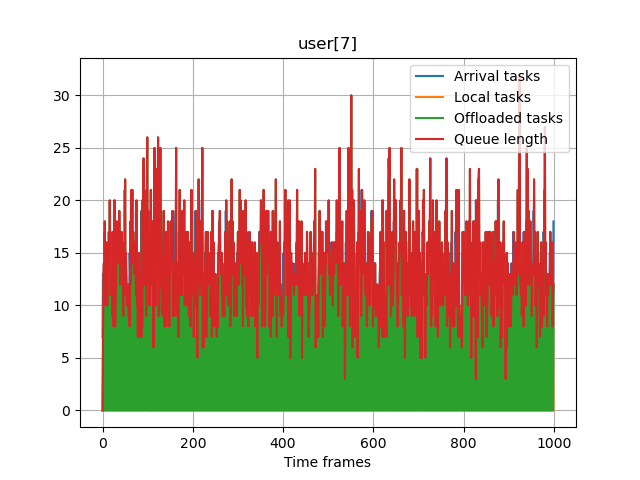 user[7]
Arrival tasks
Local tasks
Offloaded tasks
Queue length
30
25
20
15
10
5
0
0 200 400 600 800 1000
Time frames